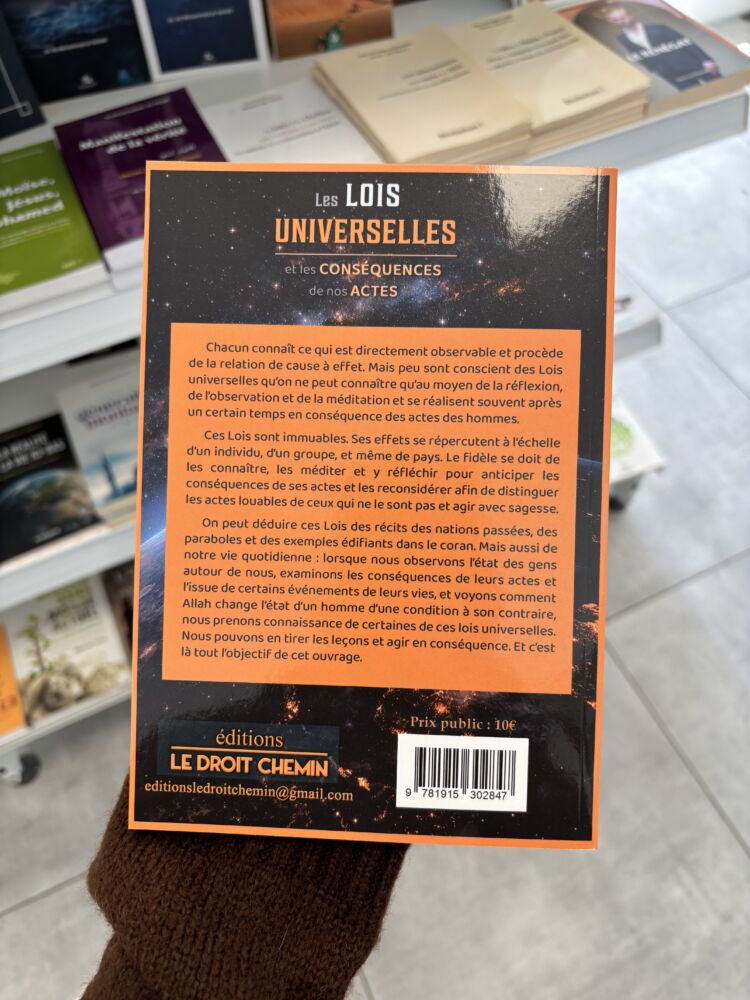 Manifestation
de la vérité
Moïse,
Jésus,
Les LOIS
UNIVERSELLES
et les CONSÉQUENCES
de nos ACTES
Chacun connaît ce qui est directement observable et procède
de la relation de cause à effet. Mais peu sont conscient des Lois
universelles qu'on ne peut connaître qu'au moyen de la réflexion,
de l'observation et de la méditation et se réalisent souvent après
un certain temps en conséquence des actes des hommes.
Ces Lois sont immuables. Ses effets se répercutent à l'échelle
d'un individu, d'un groupe, et même de pays. Le fidèle se doit de
les connaître, les méditer et y réfléchir pour anticiper les
conséquences de ses actes et les reconsidérer afin de distinguer
les actes louables de ceux qui ne le sont pas et agir avec sagesse.
On peut déduire ces Lois des récits des nations passées, des
paraboles et des exemples édifiants dans le coran. Mais aussi de
notre vie quotidienne : lorsque nous observons l'état des gens
autour de nous, examinons les conséquences de leurs actes et
l'issue de certains événements de leurs vies, et voyons comment
Allah change l'état d'un homme d'une condition à son contraire,
nous prenons connaissance de certaines de ces lois universelles.
Nous pouvons en tirer les leçons et agir en conséquence. Et c'est
là tout l'objectif de cet ouvrage.
Prix public : 10€
éditions
LE DROIT CHEMIN
editionsledroitchemin@gmail.com
9 781915 302847